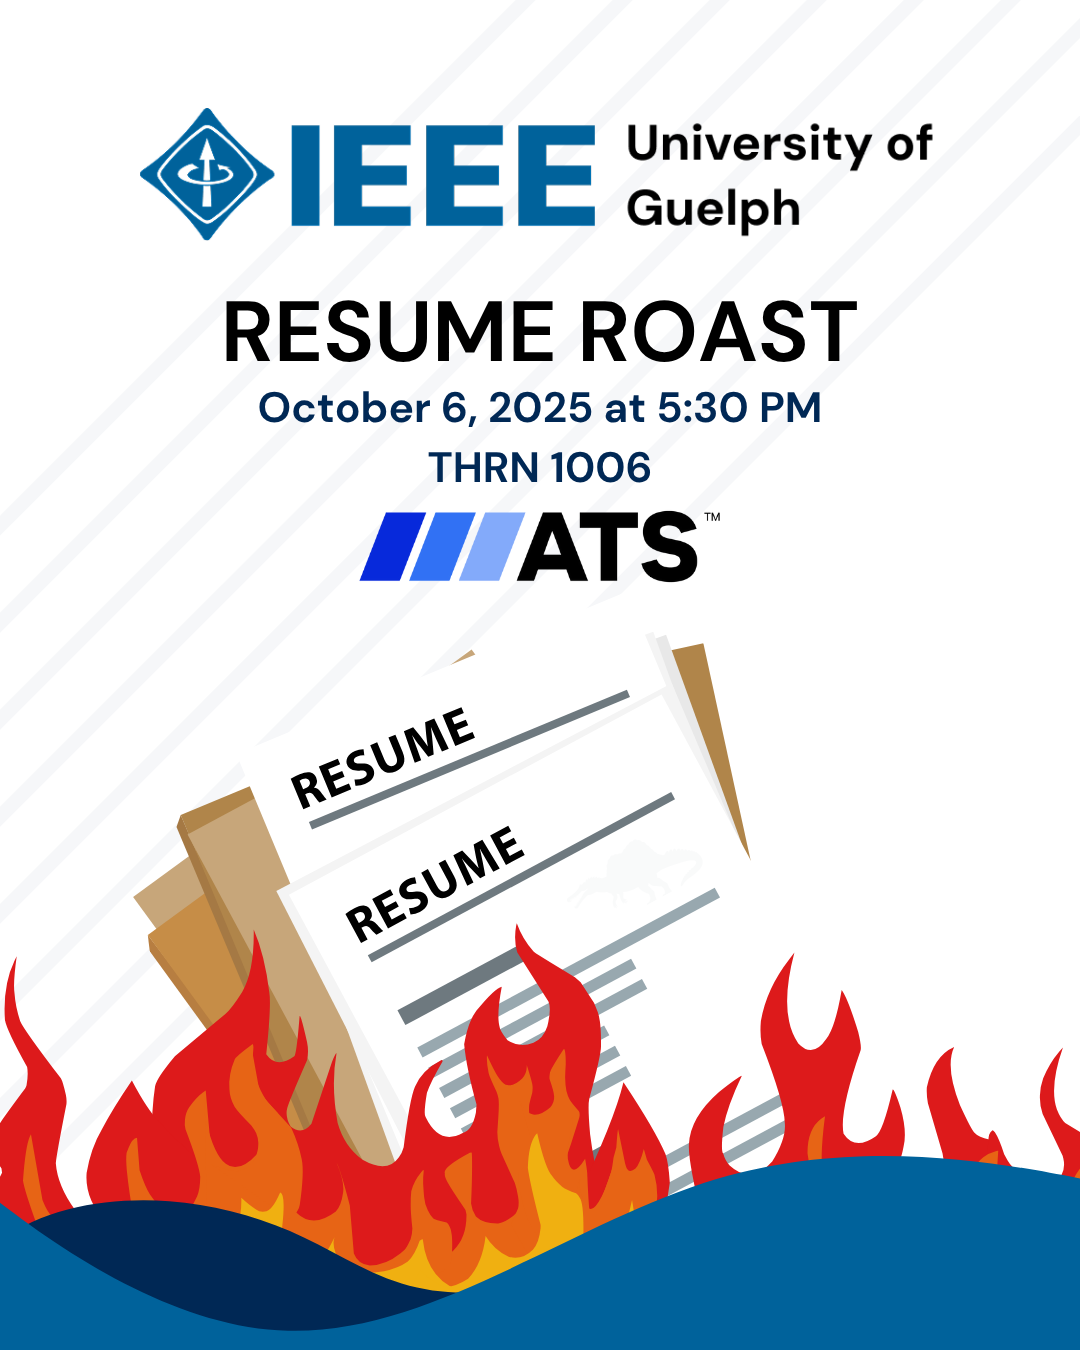 IEEE
University of
Guelph
RESUME ROAST
October 6, 2025 at 5:30 PM
THRN 1006
ATS™
RESUME
RESUME